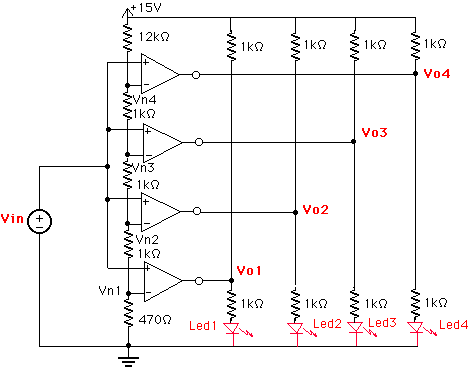 +15V
12kΩ
1kΩ 1kΩ 1kΩ 1kΩ
+
−
Vo4
Vn4
1kΩ
+
−
Vo3
Vn3
1kΩ
+
−
Vo2
Vin
+
−
Vn2
1kΩ
+
−
Vo1
Vn1
470Ω
1kΩ 1kΩ 1kΩ 1kΩ
Led1 Led2 Led3 Led4